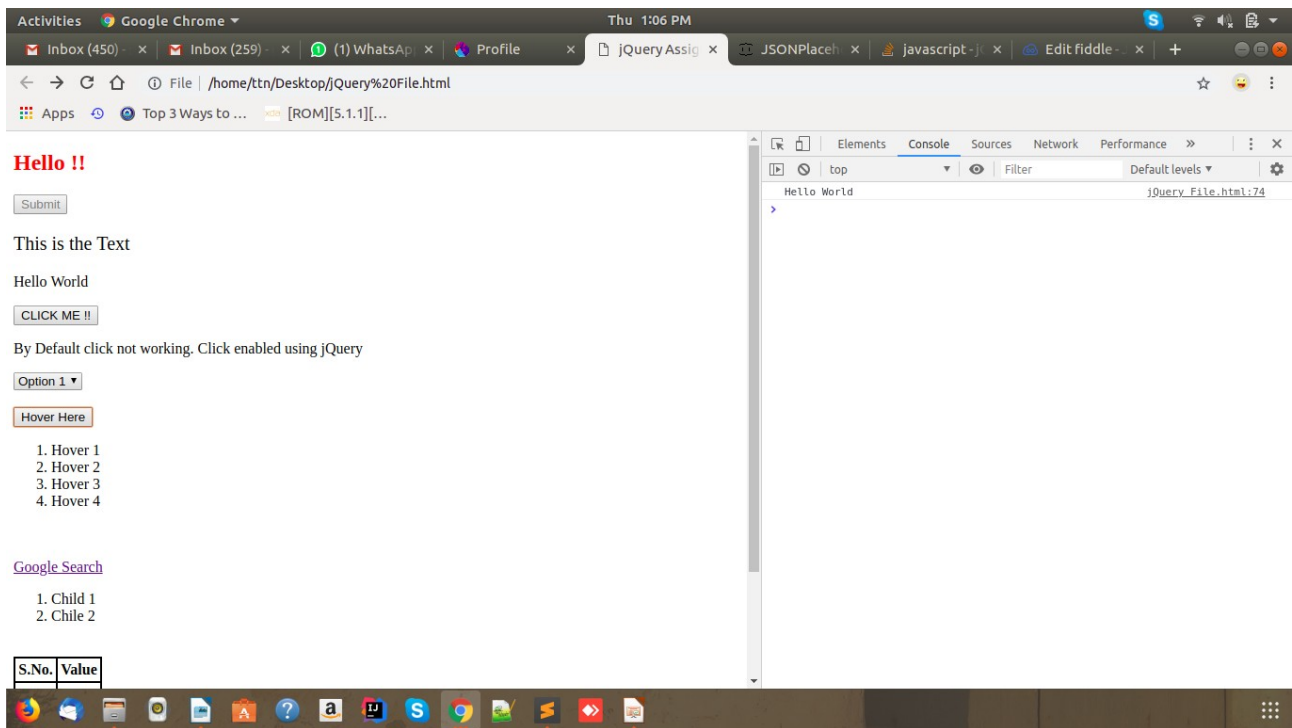 Activities Google Chrome ▾ Thu 1:06 PM
Inbox (450) - × Inbox (259) - × (1) WhatsAp × Profile × jQuery Assig × JSONPlaceh × javascript - j × Edit fiddle - ×
File | /home/ttn/Desktop/jQuery%20File.html
Apps Top 3 Ways to ... [ROM][5.1.1][...
Hello !!
Submit
This is the Text
Hello World
CLICK ME !!
By Default click not working. Click enabled using jQuery
Option 1 ▾
Hover Here
1. Hover 1
2. Hover 2
3. Hover 3
4. Hover 4
Google Search
1. Child 1
2. Chile 2
S.No. Value
Elements Console Sources Network Performance »
top Filter Default levels ▾
Hello World jQuery File.html:74